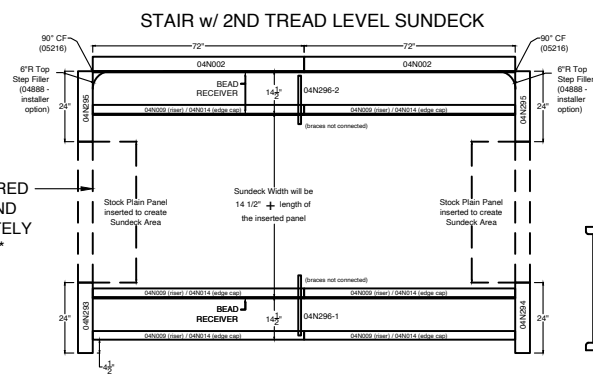 STAIR w/ 2ND TREAD LEVEL SUNDECK
90" CF
(05216)
72"
72"
90" CF
(05216)
04N002
04N002
6"R Top
Step Filler
(04888 -
installer
option)
6"R Top
Step Filler
(04888 -
installer
option)
24"
04N295
BEAD
RECEIVER
14 1/2"
04N296-2
04N295
24"
04N009 (riser) / 04N014 (edge cap)
04N009 (riser) / 04N014 (edge cap)
(braces not connected)
RED
ND
TELY
*
Stock Plain Panel
inserted to create
Sundeck Area
Sundeck Width will be
14 1/2" + length of
the inserted panel
Stock Plain Panel
inserted to create
Sundeck Area
(braces not connected)
04N009 (riser) / 04N014 (edge cap)
04N009 (riser) / 04N014 (edge cap)
24"
04N293
BEAD
RECEIVER
14 1/2"
04N296-1
04N294
24"
04N009 (riser) / 04N014 (edge cap)
04N009 (riser) / 04N014 (edge cap)
4 1/2"